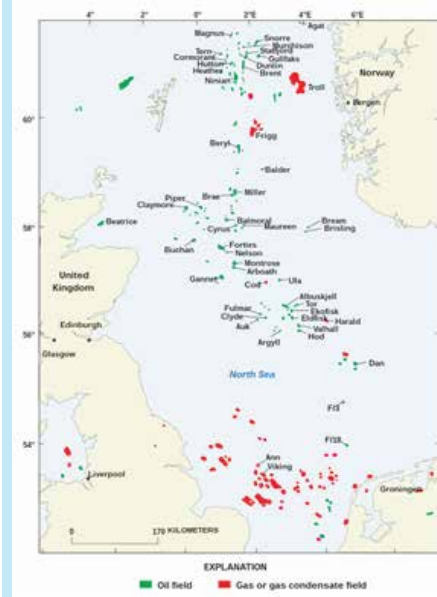 0° 2°E 4°E 6°E
Agat
Magnus
Snorre
Murchison
Torn
Statfjord
Cormorant
Gullfaks
Hutton
Dunlin
Heather
Brent
Ninian
Troll
Norway
Bergen
60°
Frigg
Beryl
Balder
Piper
Brae
Miller
Claymore
Beatrice
Balmoral
Bream
58°
Cyrus
Maureen
Brisling
Buchan
Forties
Nelson
Montrose
United
Kingdom
Gannet
Arboath
Cod
Ula
Albuskjell
Tor
Fulmar
Ekofisk
Edinburgh
Clyde
Eldfisk
Harald
Auk
Valhall
Glasgow
Argyll
Hod
56°
Dan
North Sea
F/3
F/18
54°
Ann
Viking
Liverpool
Groningen
0 170 KILOMETERS
EXPLANATION
Oil field Gas or gas condensate field